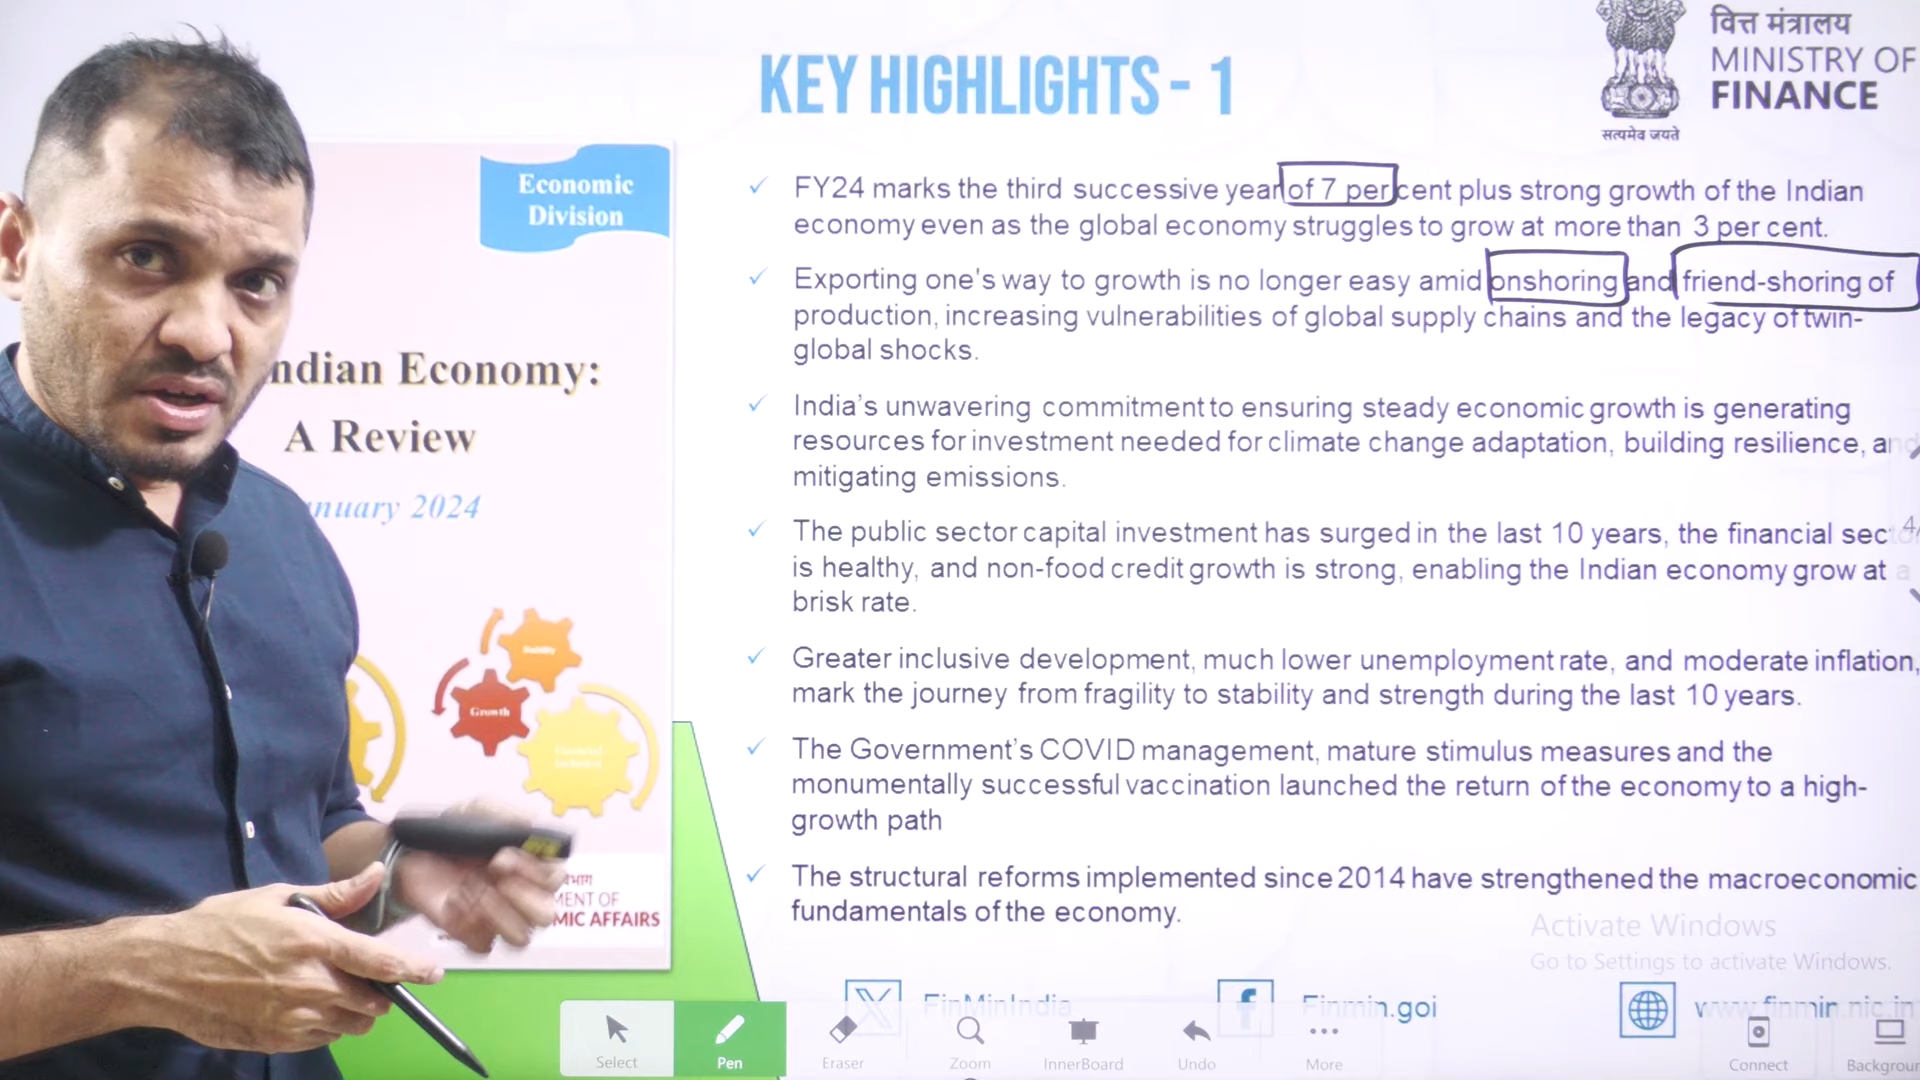 KEY HIGHLIGHTS - 1
वित्त मंत्रालय
MINISTRY OF
FINANCE
सत्यमेव जयते
Economic
Division
ndian Economy:
A Review
nuary 2024
Stability
Growth
MENT OF
MIC AFFAIRS
FY24 marks the third successive year of 7 per cent plus strong growth of the Indian
economy even as the global economy struggles to grow at more than 3 per cent.
Exporting one's way to growth is no longer easy amid onshoring and friend-shoring of
production, increasing vulnerabilities of global supply chains and the legacy of twin-
global shocks.
India's unwavering commitment to ensuring steady economic growth is generating
resources for investment needed for climate change adaptation, building resilience, and
mitigating emissions.
The public sector capital investment has surged in the last 10 years, the financial sector
is healthy, and non-food credit growth is strong, enabling the Indian economy grow at a
brisk rate.
Greater inclusive development, much lower unemployment rate, and moderate inflation,
mark the journey from fragility to stability and strength during the last 10 years.
The Government's COVID management, mature stimulus measures and the
monumentally successful vaccination launched the return of the economy to a high-
growth path
The structural reforms implemented since 2014 have strengthened the macroeconomic
fundamentals of the economy.
Activate Windows
Go to Settings to activate Windows.
FinMinIndia
Finmin.goi
www.finmin.nic.in
Select
Pen
Eraser
Zoom
InnerBoard
Undo
More
Connect
Backgroun